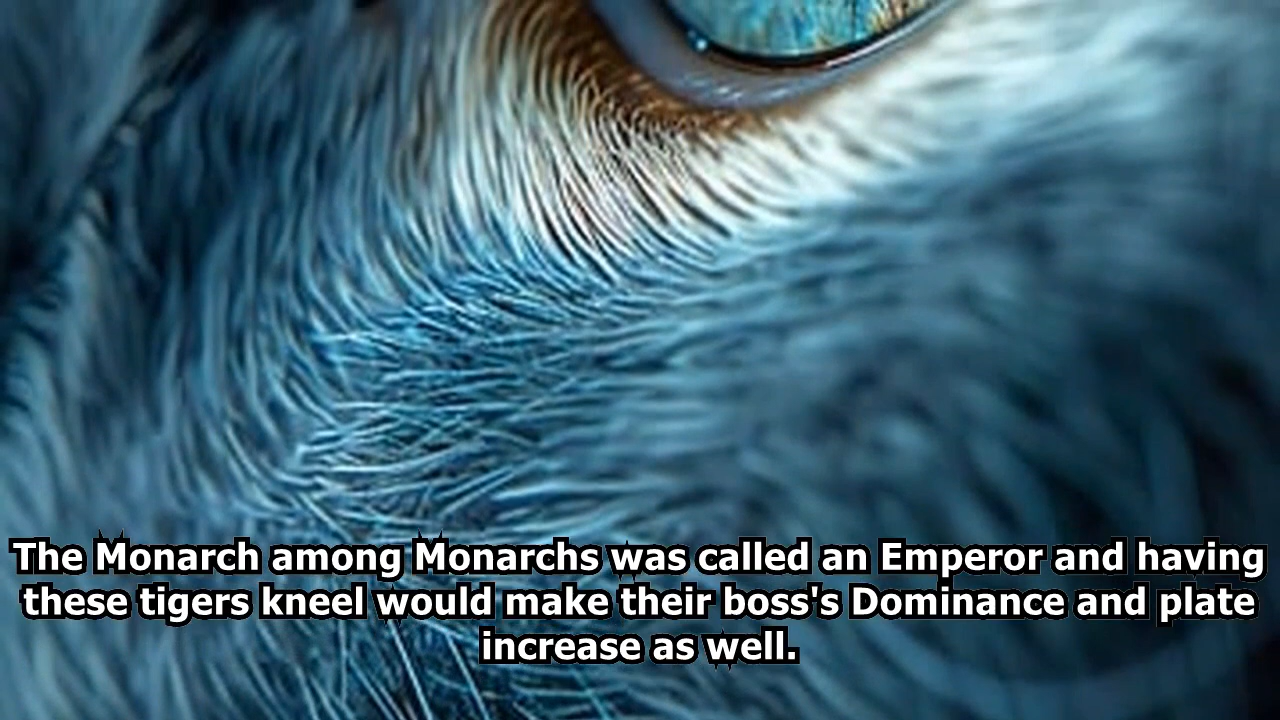 The Monarch among Monarchs was called an Emperor and having
these tigers kneel would make their boss's Dominance and plate
increase as well.